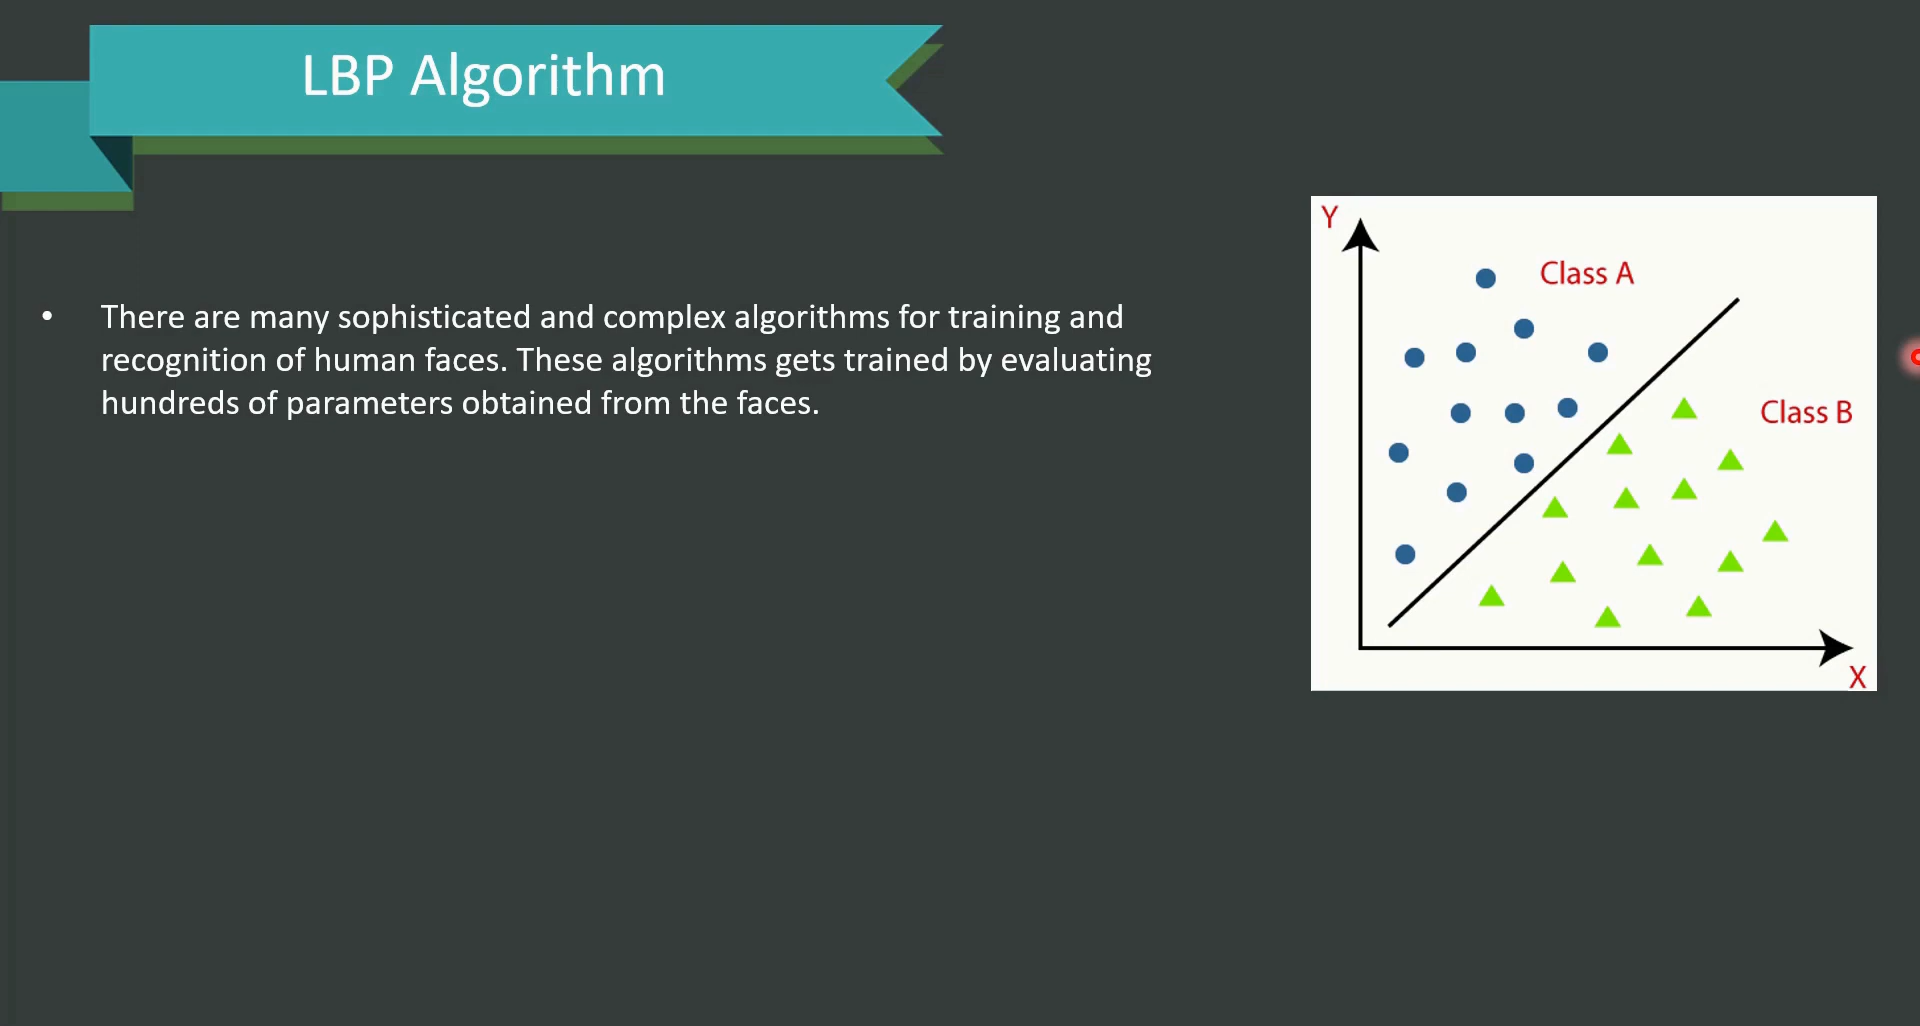 LBP Algorithm
• There are many sophisticated and complex algorithms for training and
recognition of human faces. These algorithms gets trained by evaluating
hundreds of parameters obtained from the faces.
Y
Class A
Class B
X